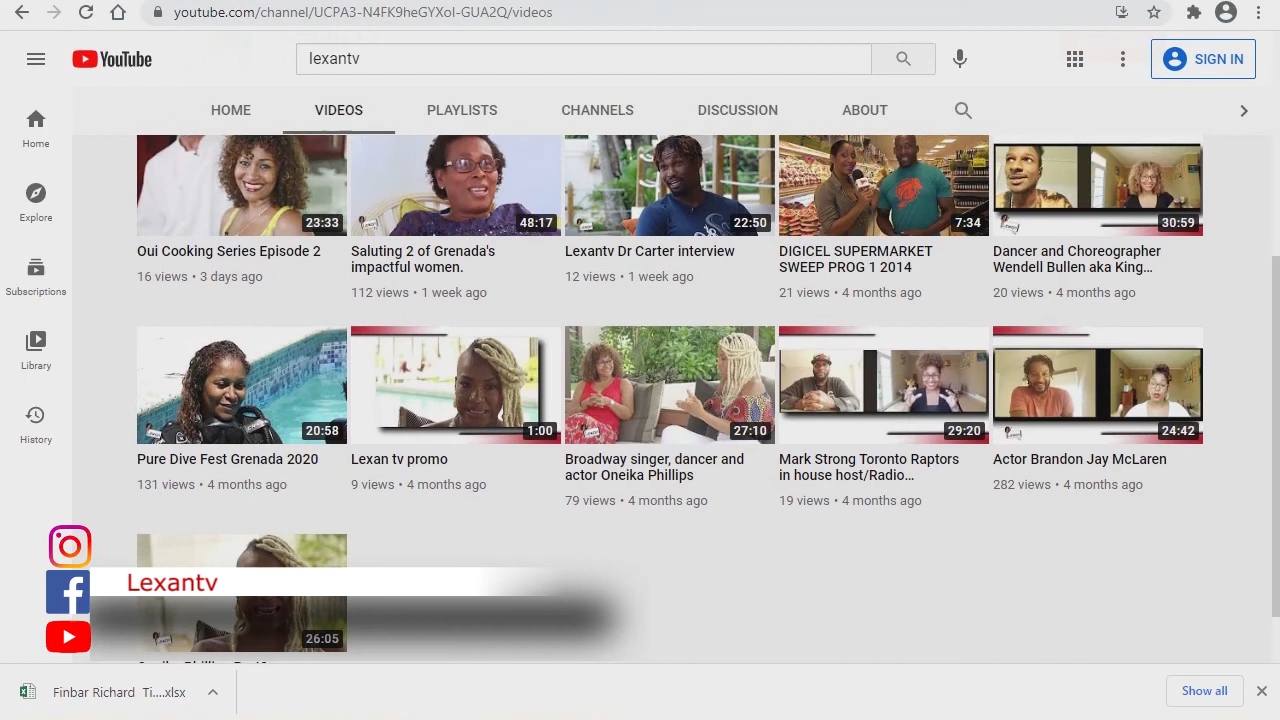 youtube.com/channel/UCPA3-N4FK9heGYXol-GUA2Q/videos
YouTube
lexantv
SIGN IN
HOME VIDEOS PLAYLISTS CHANNELS DISCUSSION ABOUT
Home
Explore
Subscriptions
Library
History
23:33 48:17 22:50 7:34 30:59
Oui Cooking Series Episode 2
16 views • 3 days ago
Saluting 2 of Grenada's
impactful women.
112 views • 1 week ago
Lexantv Dr Carter interview
12 views • 1 week ago
DIGICEL SUPERMARKET
SWEEP PROG 1 2014
21 views • 4 months ago
Dancer and Choreographer
Wendell Bullen aka King...
20 views • 4 months ago
20:58 1:00 27:10 29:20 24:42
Pure Dive Fest Grenada 2020
131 views • 4 months ago
Lexan tv promo
9 views • 4 months ago
Broadway singer, dancer and
actor Oneika Phillips
79 views • 4 months ago
Mark Strong Toronto Raptors
in house host/Radio...
19 views • 4 months ago
Actor Brandon Jay McLaren
282 views • 4 months ago
Lexantv
26:05
Finbar Richard Ti....xlsx
Show all